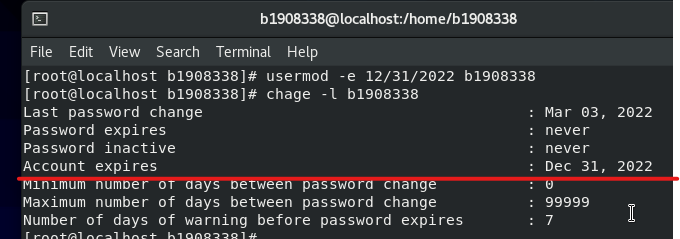 b1908338@localhost:/home/b1908338
File Edit View Search Terminal Help
[root@localhost b1908338]# usermod -e 12/31/2022 b1908338
[root@localhost b1908338]# chage -l b1908338
Last password change : Mar 03, 2022
Password expires : never
Password inactive : never
Account expires : Dec 31, 2022
Minimum number of days between password change : 0
Maximum number of days between password change : 99999
Number of days of warning before password expires : 7
[root@localhost b1908338]#